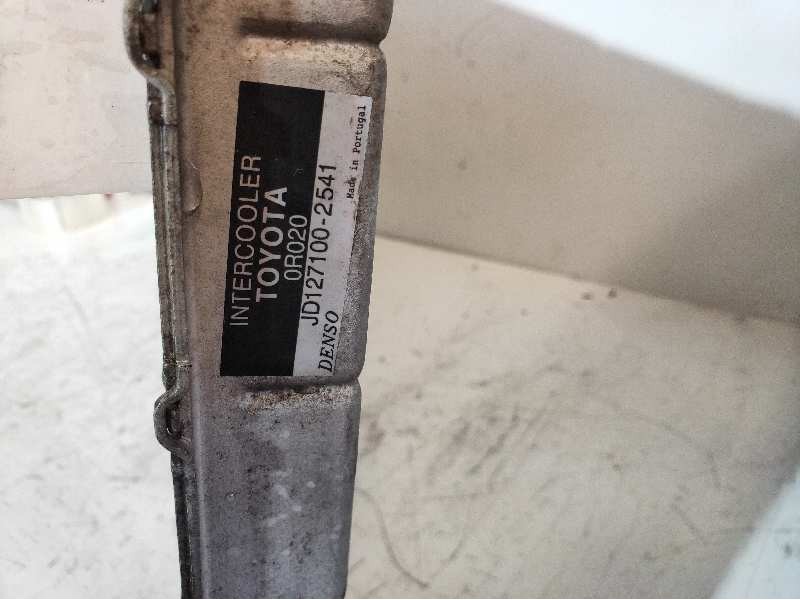 INTERCOOLER
TOYOTA
0R020
JD127100-2541
DENSO
Made in Portugal